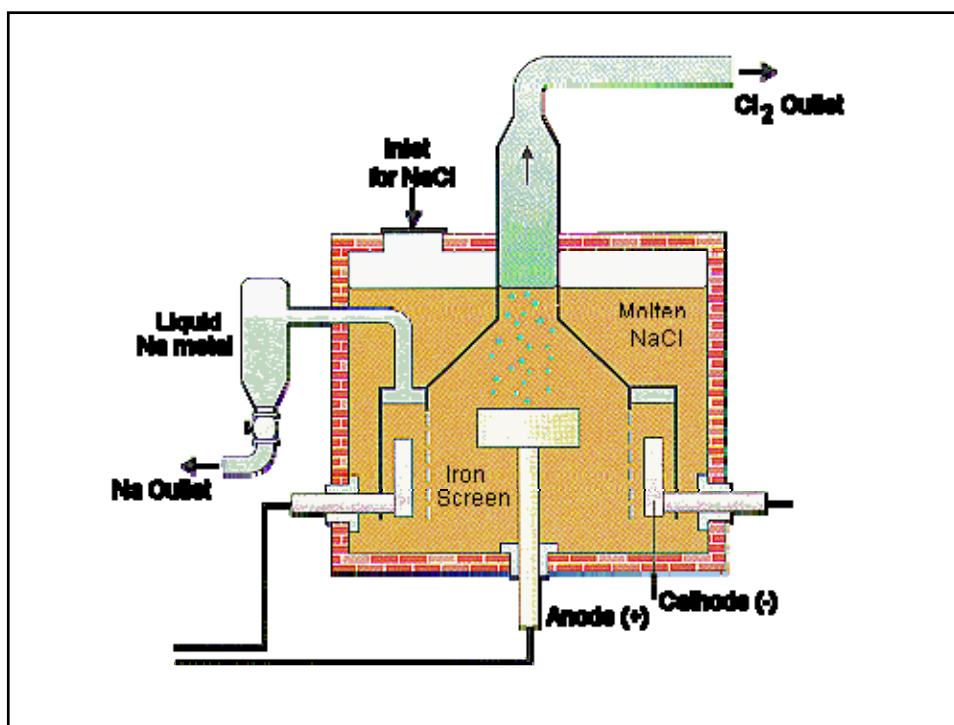 Cl2 Outlet
Inlet
for NaCl
Molten
NaCl
Liquid
Na metal
Iron
Screen
Na Outlet
Cathode (-)
Anode (+)